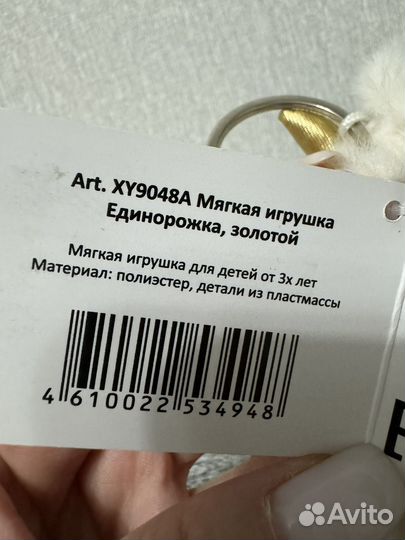 Art. XY9048A Мягкая игрушка
Единорожка, золотой
Мягкая игрушка для детей от 3х лет
Материал: полиэстер, детали из пластмассы
4 610022 534948
Avito